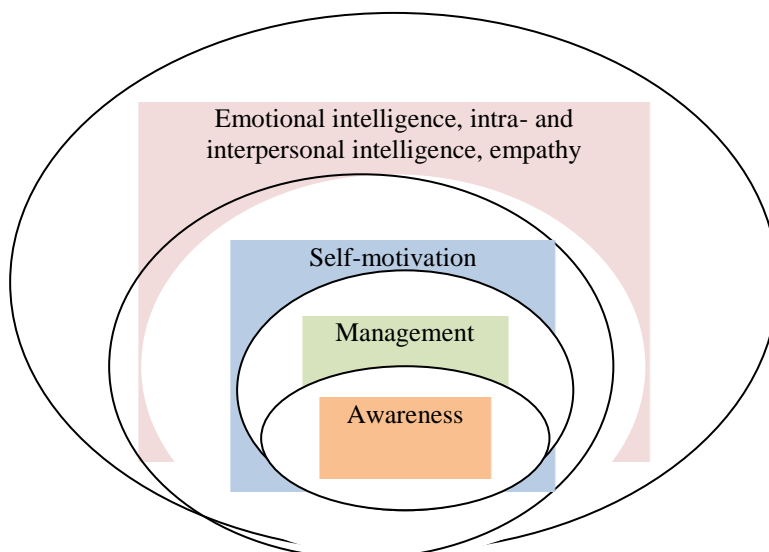 Emotional intelligence, intra- and
interpersonal intelligence, empathy
Self-motivation
Management
Awareness